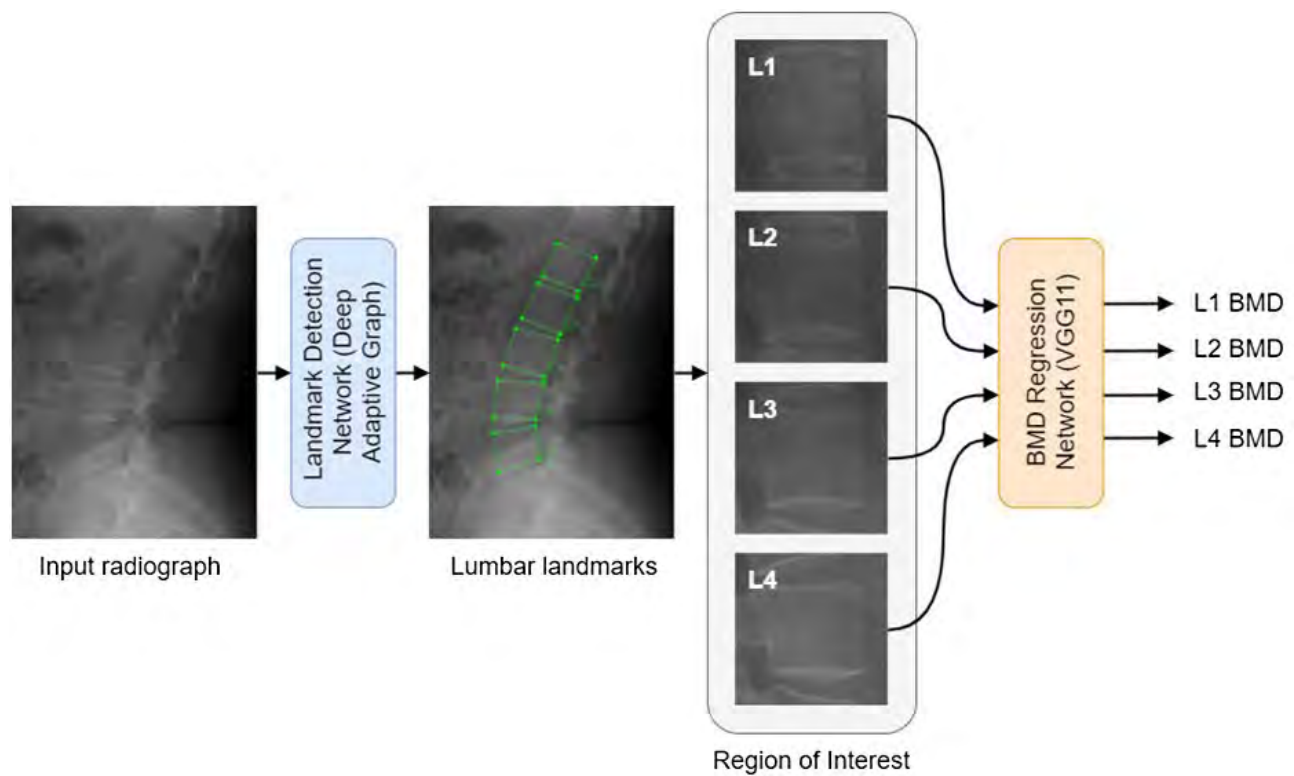 Input radiograph
Landmark Detection
Network (Deep
Adaptive Graph)
Lumbar landmarks
L1
L2
L3
L4
Region of Interest
BMD Regression
Network (VGG11)
L1 BMD
L2 BMD
L3 BMD
L4 BMD